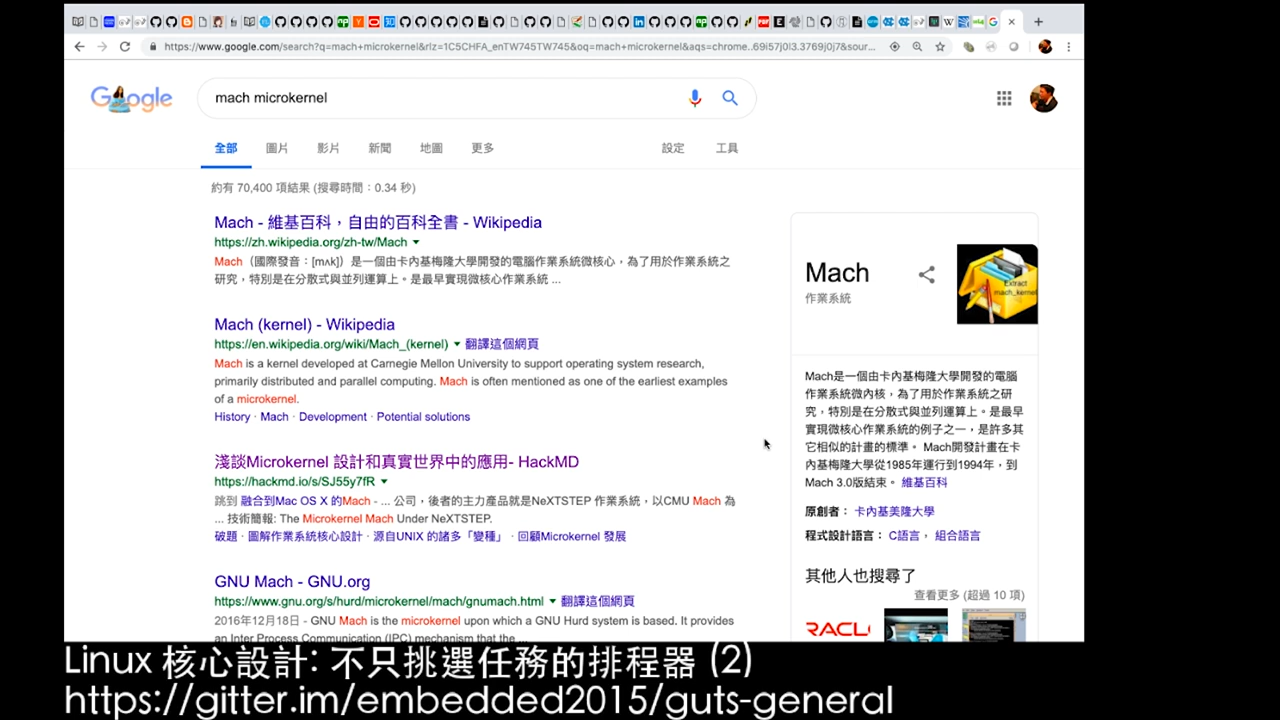 https://www.google.com/search?q=mach+microkernel&rlz=1C5CHFA_enTW745TW745&oq=mach+microkernel&aqs=chrome..69i57j0l3.3769j0j7&sour...
Google
mach microkernel
全部 圖片 影片 新聞 地圖 更多 設定 工具
約有 70,400 項結果 (搜尋時間：0.34 秒)
Mach - 維基百科，自由的百科全書 - Wikipedia
https://zh.wikipedia.org/zh-tw/Mach
Mach（國際發音：[mʌk]）是一個由卡內基梅隆大學開發的電腦作業系統微核心，為了用於作業系統之
研究，特別是在分散式與並列運算上。是最早實現微核心作業系統 ...
Mach (kernel) - Wikipedia
https://en.wikipedia.org/wiki/Mach_(kernel) 翻譯這個網頁
Mach is a kernel developed at Carnegie Mellon University to support operating system research,
primarily distributed and parallel computing. Mach is often mentioned as one of the earliest examples
of a microkernel.
History · Mach · Development · Potential solutions
淺談Microkernel 設計和真實世界中的應用- HackMD
https://hackmd.io/s/SJ55y7fR
跳到 融合到Mac OS X 的Mach - ... 公司，後者的主力產品就是NeXTSTEP 作業系統，以CMU Mach 為
... 技術簡報: The Microkernel Mach Under NeXTSTEP.
破題 · 圖解作業系統核心設計 · 源自UNIX 的諸多「變種」 · 回顧Microkernel 發展
GNU Mach - GNU.org
https://www.gnu.org/s/hurd/microkernel/mach/gnumach.html 翻譯這個網頁
2016年12月18日 - GNU Mach is the microkernel upon which a GNU Hurd system is based. It provides
an Inter Process Communication (IPC) mechanism that the ...
Mach
作業系統
Extract
mach_kernel
Mach是一個由卡內基梅隆大學開發的電腦
作業系統微內核，為了用於作業系統之研
究，特別是在分散式與並列運算上。是最早
實現微核心作業系統的例子之一，是許多其
它相似的計畫的標準。 Mach開發計畫在卡
內基梅隆大學從1985年運行到1994年，到
Mach 3.0版結束。 維基百科
原創者： 卡內基美隆大學
程式設計語言： C語言， 組合語言
其他人也搜尋了
查看更多 (超過 10 項)
Linux 核心設計: 不只挑選任務的排程器 (2)
https://gitter.im/embedded2015/guts-general